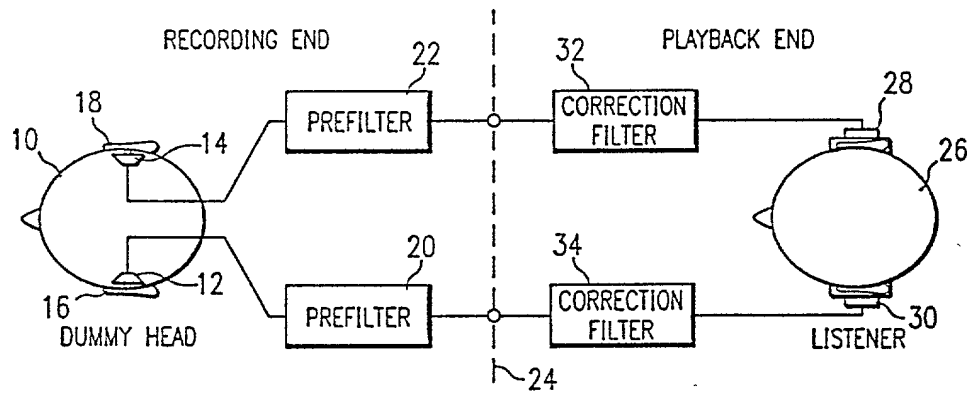 RECORDING END
PLAYBACK END
22
32
28
18
10
14
PREFILTER
CORRECTION
FILTER
26
20
34
16
12
PREFILTER
CORRECTION
FILTER
30
DUMMY HEAD
LISTENER
24